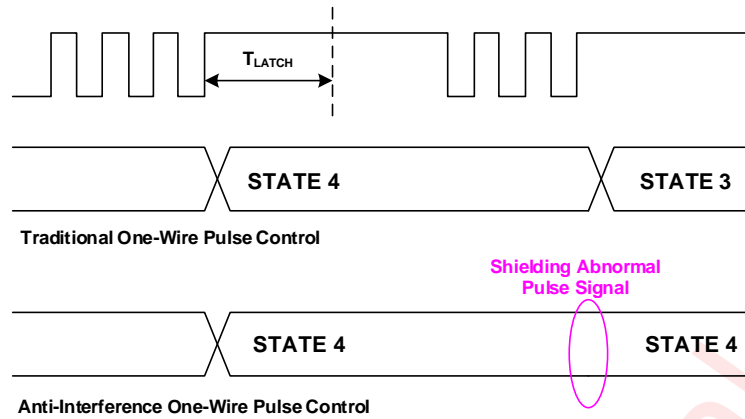 TLATCH
STATE 4
STATE 3
Traditional One-Wire Pulse Control
Shielding Abnormal
Pulse Signal
STATE 4
STATE 4
Anti-Interference One-Wire Pulse Control